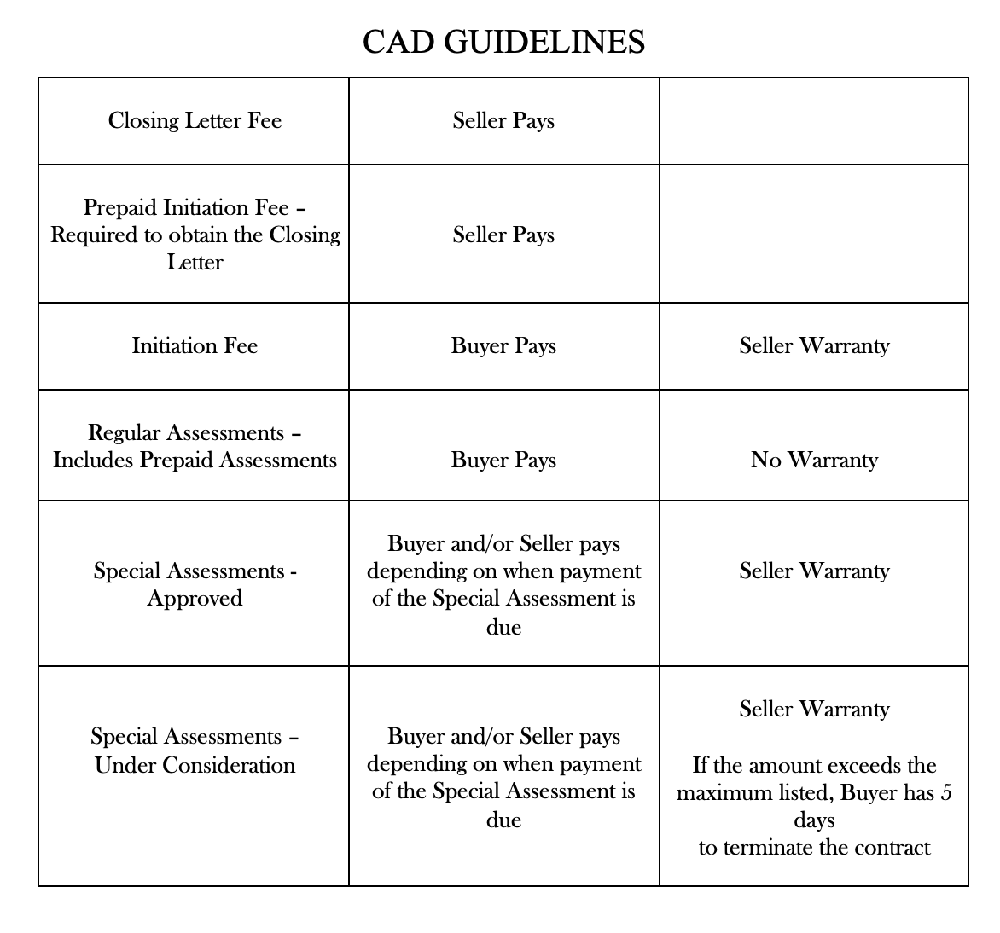 CAD GUIDELINES
Closing Letter Fee
Seller Pays
Prepaid Initiation Fee –
Required to obtain the Closing
Letter
Seller Pays
Initiation Fee
Buyer Pays
Seller Warranty
Regular Assessments –
Includes Prepaid Assessments
Buyer Pays
No Warranty
Special Assessments -
Approved
Buyer and/or Seller pays
depending on when payment
of the Special Assessment is
due
Seller Warranty
Special Assessments –
Under Consideration
Buyer and/or Seller pays
depending on when payment
of the Special Assessment is
due
Seller Warranty
If the amount exceeds the
maximum listed, Buyer has 5
days
to terminate the contract